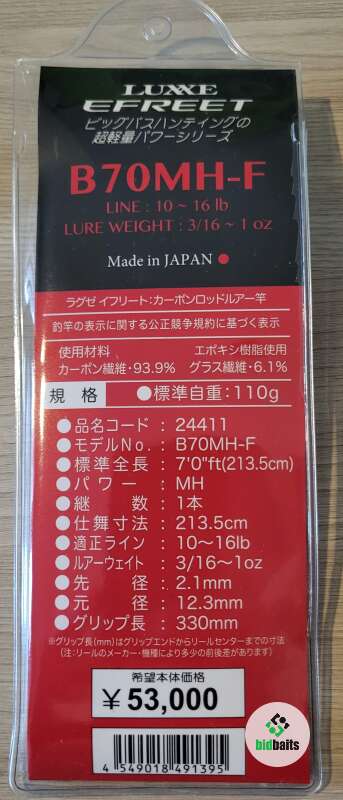 LUXXE
EFREET
ビッグバスハンティングの
超軽量パワーシリーズ
B70MH-F
LINE : 10 ~ 16 lb
LURE WEIGHT : 3/16 ~ 1 oz
Made in JAPAN ●
ラグゼ イフリート:カーボンロッドルアー竿
釣竿の表示に関する公正競争規約に基づく表示
使用材料 エポキシ樹脂使用
カーボン繊維・93.9% グラス繊維・6.1%
規格 ●標準自重:110g
●品名コード : 24411
●モデルNo. : B70MH-F
●標準全長 : 7'0"ft(213.5cm)
●パワー : MH
●継数 : 1本
●仕舞寸法 : 213.5cm
●適正ライン : 10〜16lb
●ルアーウェイト : 3/16〜1oz
●先径 : 2.1mm
●元径 : 12.3mm
●グリップ長 : 330mm
※グリップ長(mm)はグリップエンドからリールセンターまでの寸法
(注:リールのメーカー・機種により多少の前後差があります)
希望本体価格
¥53,000
4 549018 491395
bidbaits